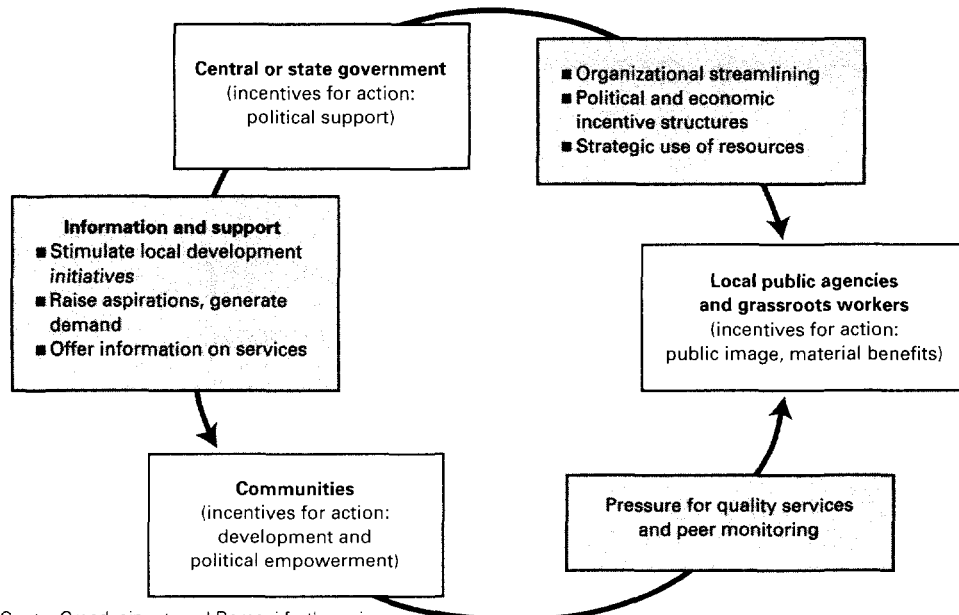 Central or state government
(incentives for action:
political support)
■ Organizational streamlining
■ Political and economic
incentive structures
■ Strategic use of resources
Information and support
■ Stimulate local development
initiatives
■ Raise aspirations, generate
demand
■ Offer information on services
Local public agencies
and grassroots workers
(incentives for action:
public image, material benefits)
Communities
(incentives for action:
development and
political empowerment)
Pressure for quality services
and peer monitoring